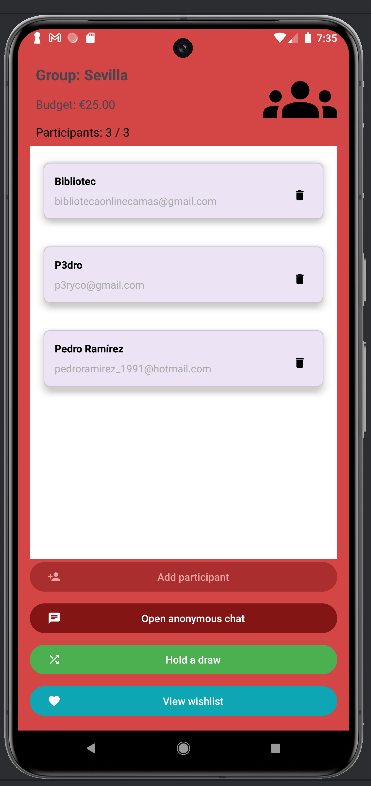 7:35
Group: Sevilla
Budget: €25.00
Participants: 3 / 3
Bibliotec
bibliotecaonlinecamas@gmail.com
P3dro
p3ryco@gmail.com
Pedro Ramírez
pedroramirez_1991@hotmail.com
Add participant
Open anonymous chat
Hold a draw
View wishlist